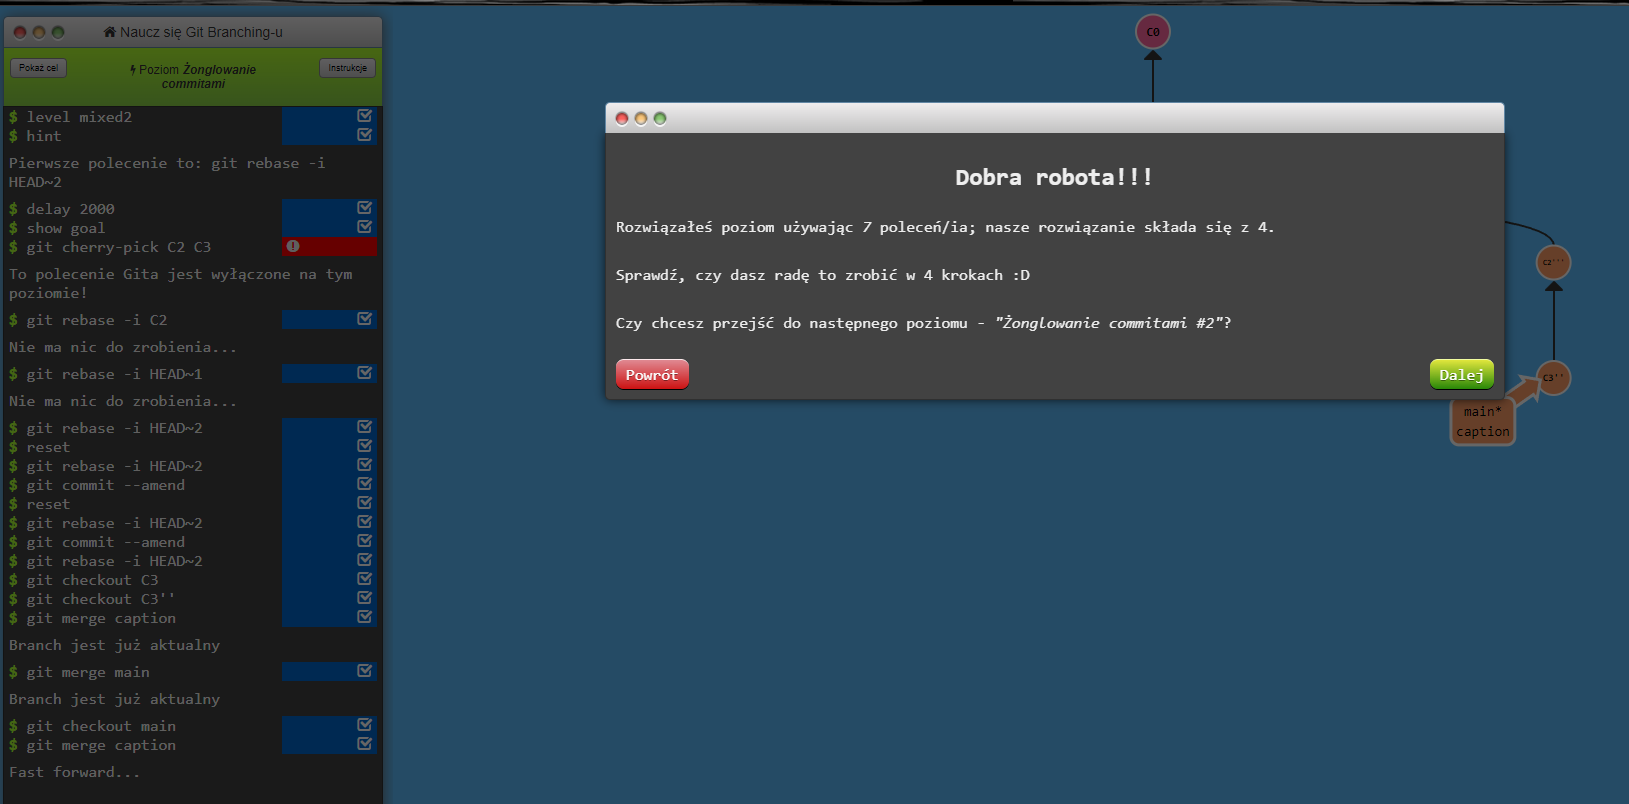 Naucz się Git Branching-u
Pokaż cel
Poziom Żonglowanie commitami
Instrukcje
$ level mixed2
$ hint
Pierwsze polecenie to: git rebase -i
HEAD~2
$ delay 2000
$ show goal
$ git cherry-pick C2 C3
To polecenie Gita jest wyłączone na tym
poziomie!
$ git rebase -i C2
Nie ma nic do zrobienia...
$ git rebase -i HEAD~1
Nie ma nic do zrobienia...
$ git rebase -i HEAD~2
$ reset
$ git rebase -i HEAD~2
$ git commit --amend
$ reset
$ git rebase -i HEAD~2
$ git commit --amend
$ git rebase -i HEAD~2
$ git checkout C3
$ git checkout C3''
$ git merge caption
Branch jest już aktualny
$ git merge main
Branch jest już aktualny
$ git checkout main
$ git merge caption
Fast forward...
C0
Dobra robota!!!
Rozwiązałeś poziom używając 7 poleceń/ia; nasze rozwiązanie składa się z 4.
Sprawdź, czy dasz radę to zrobić w 4 krokach :D
Czy chcesz przejść do następnego poziomu - "Żonglowanie commitami #2"?
Powrót
Dalej
C2'''
C3''
main*
caption